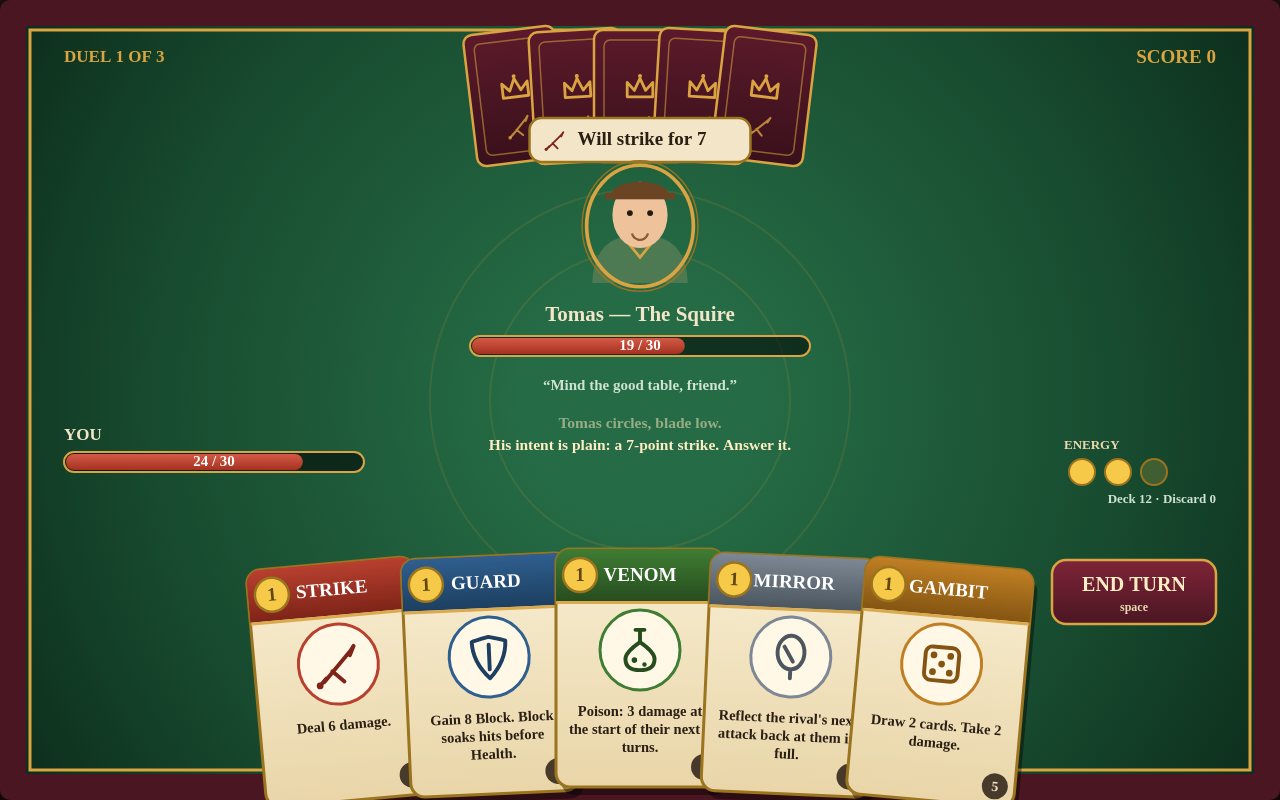 DUEL 1 OF 3
SCORE 0
Will strike for 7
Tomas — The Squire
19 / 30
“Mind the good table, friend.”
Tomas circles, blade low.
His intent is plain: a 7-point strike. Answer it.
YOU
24 / 30
ENERGY
Deck 12 · Discard 0
END TURN
space
1 STRIKE
Deal 6 damage.
1 GUARD
Gain 8 Block. Block
soaks hits before
Health.
1 VENOM
Poison: 3 damage at
the start of their next
turns.
1 MIRROR
Reflect the rival's
attack back at them
full.
1 GAMBIT
Draw 2 cards. Take 2
damage.
5